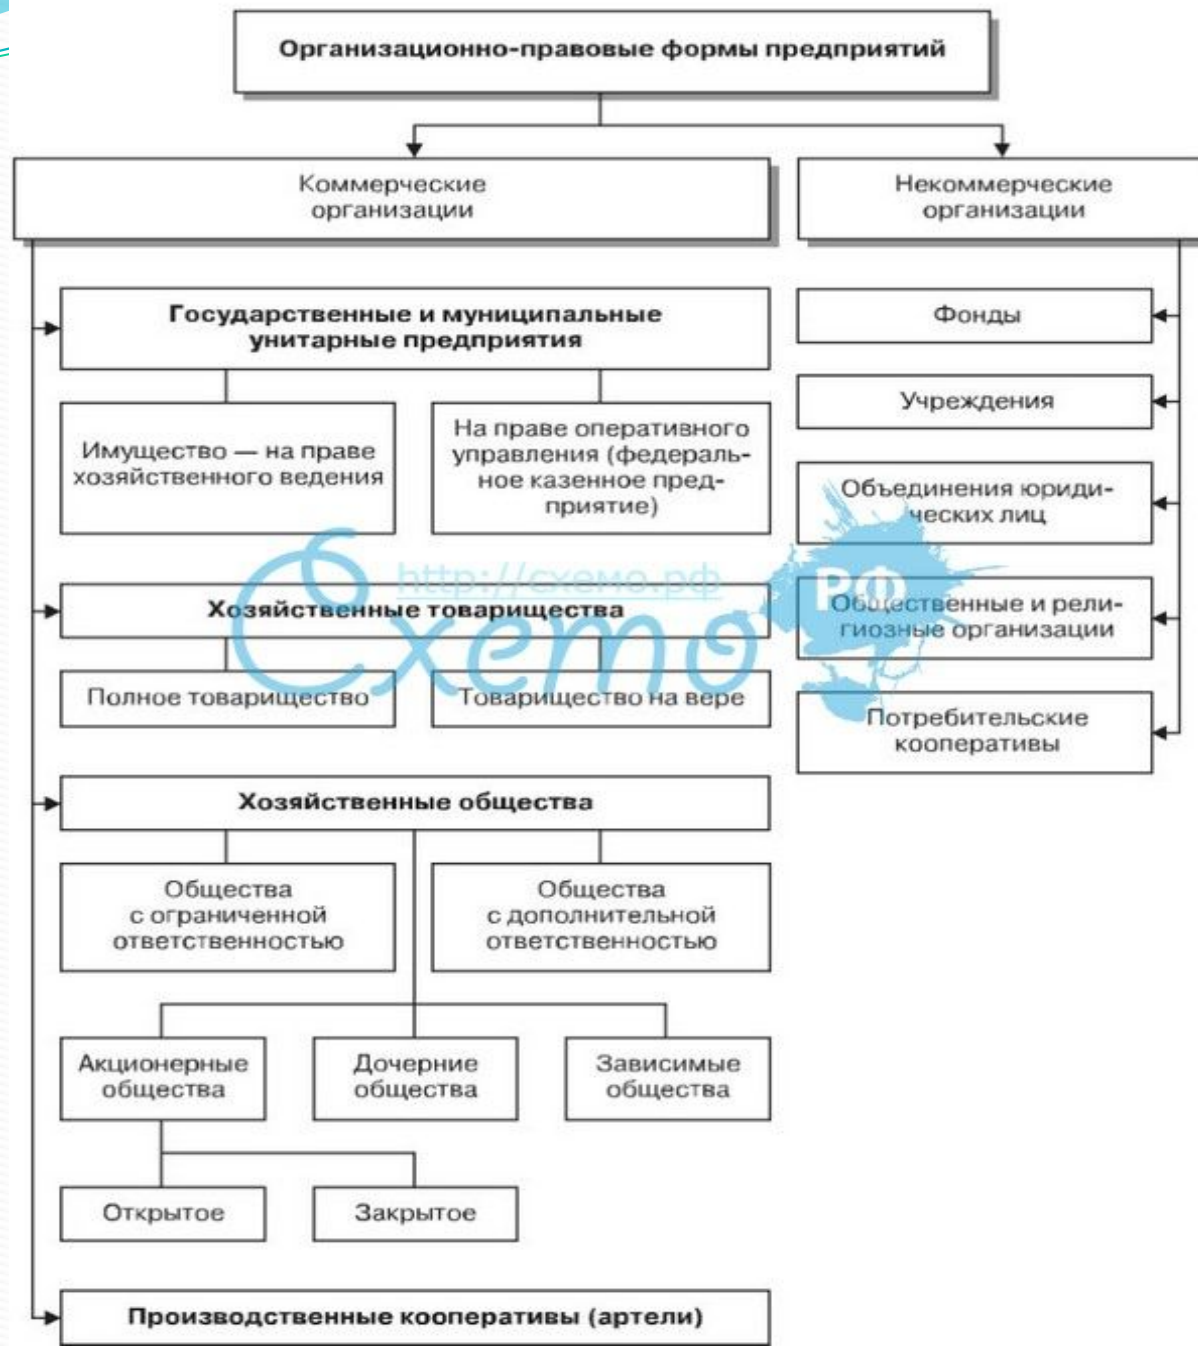 Организационно-правовые формы предприятий
Коммерческие
организации
Некоммерческие
организации
Государственные и муниципальные
унитарные предприятия
Имущество — на праве
хозяйственного ведения
На праве оперативного
управления (федераль-
ное казенное пред-
приятие)
Хозяйственные товарищества
Полное товарищество
Товарищество на вере
Хозяйственные общества
Общества
с ограниченной
ответственностью
Общества
с дополнительной
ответственностью
Акционерные
общества
Дочерние
общества
Зависимые
общества
Открытое
Закрытое
Производственные кооперативы (артели)
Фонды
Учреждения
Объединения юриди-
ческих лиц
Общественные и рели-
гиозные организации
Потребительские
кооперативы
http://схемо.рф
Схемо
РФ